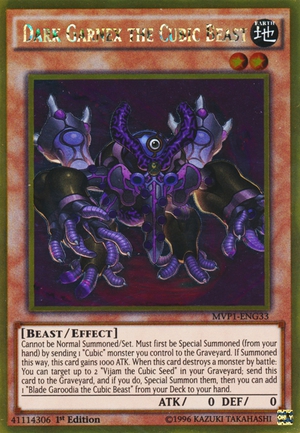 DARK GARNEX THE CUBIC BEAST
EARTH
地
MVP1-ENG33
[BEAST/EFFECT]
Cannot be Normal Summoned/Set. Must first be Special Summoned (from your
hand) by sending 1 "Cubic" monster you control to the Graveyard. If Summoned
this way, this card gains 1000 ATK. When this card destroys a monster by battle:
You can target up to 2 "Vijam the Cubic Seed" in your Graveyard; send this
card to the Graveyard, and if you do, Special Summon them, then you can add
1 "Blade Garoodia the Cubic Beast" from your Deck to your hand.
ATK/ 0 DEF/ 0
41114306 1st Edition ©1996 KAZUKI TAKAHASHI